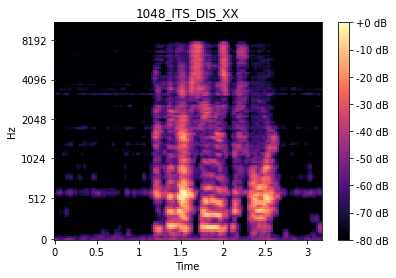 1048_ITS_DIS_XX
+0 dB
8192
-10 dB
4096
-20 dB
-30 dB
2048
Hz
-40 dB
1024
-50 dB
512
-60 dB
-70 dB
0
-80 dB
0 0.5 1 1.5 2 2.5 3
Time